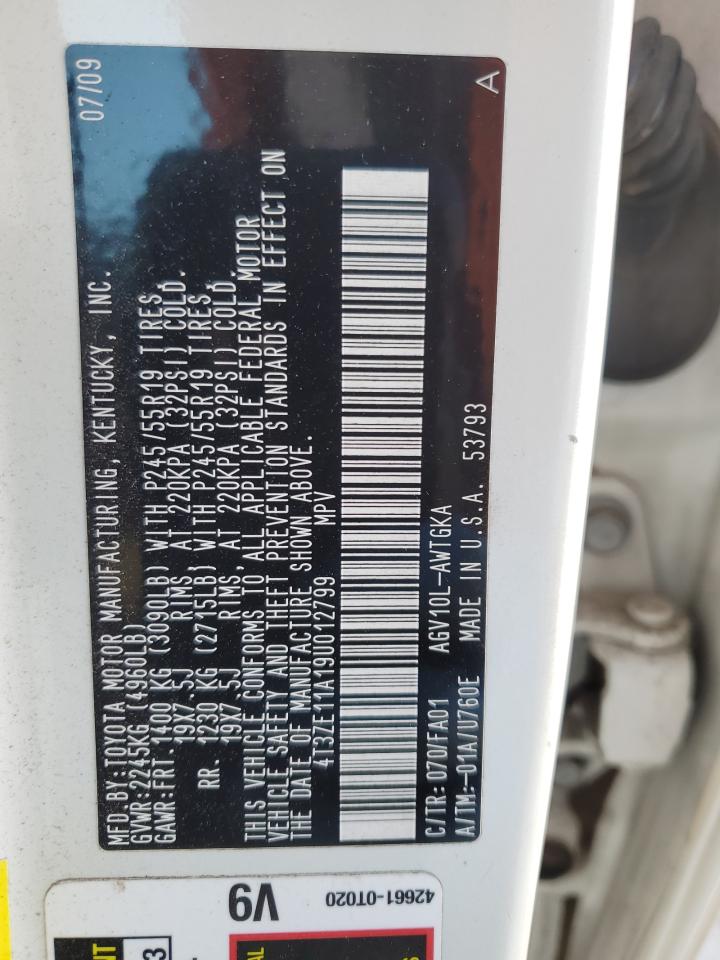 MFD BY:TOYOTA MOTOR MANUFACTURING, KENTUCKY, INC. 07/09
GVWR:2245KG (4960LB)
GAWR:FRT. 1400 KG (3090LB) WITH P245/55R19 TIRES,
19X7.5J RIMS, AT 220KPA (32PSI) COLD.
RR. 1230 KG (2715LB) WITH P245/55R19 TIRES,
19X7.5J RIMS, AT 220KPA (32PSI) COLD.
THIS VEHICLE CONFORMS TO ALL APPLICABLE FEDERAL MOTOR
VEHICLE SAFETY AND THEFT PREVENTION STANDARDS IN EFFECT ON
THE DATE OF MANUFACTURE SHOWN ABOVE.
4T3ZE11A19U012799 MPV
C/TR:070/FA01 AGV10L-AWTGKA
A/TM:-01A/U760E MADE IN U.S.A. 53793 A
V9
42661-0T020
NT
3
AL
S